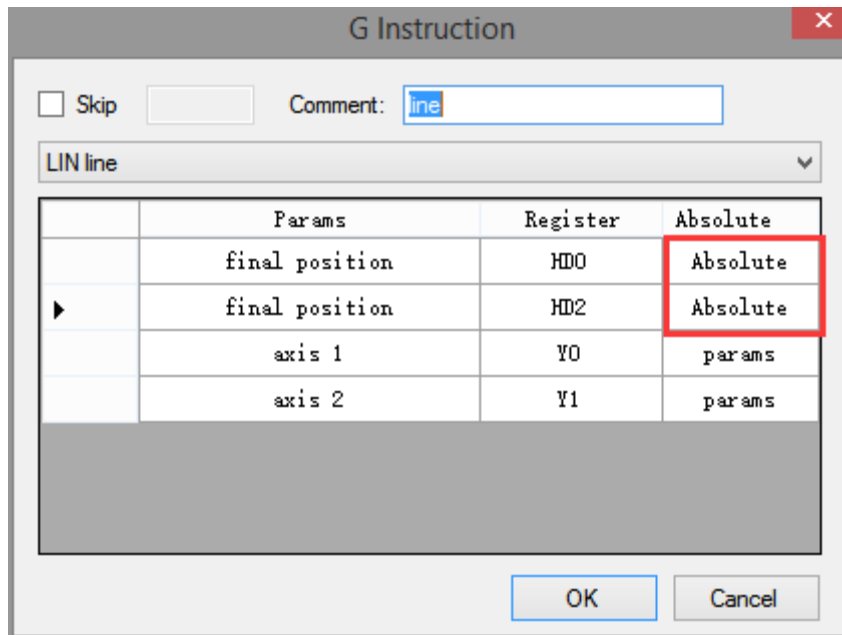 G Instruction
Skip Comment: line
LIN line
Params Register Absolute
final position HD0 Absolute
final position HD2 Absolute
axis 1 Y0 params
axis 2 Y1 params
OK Cancel